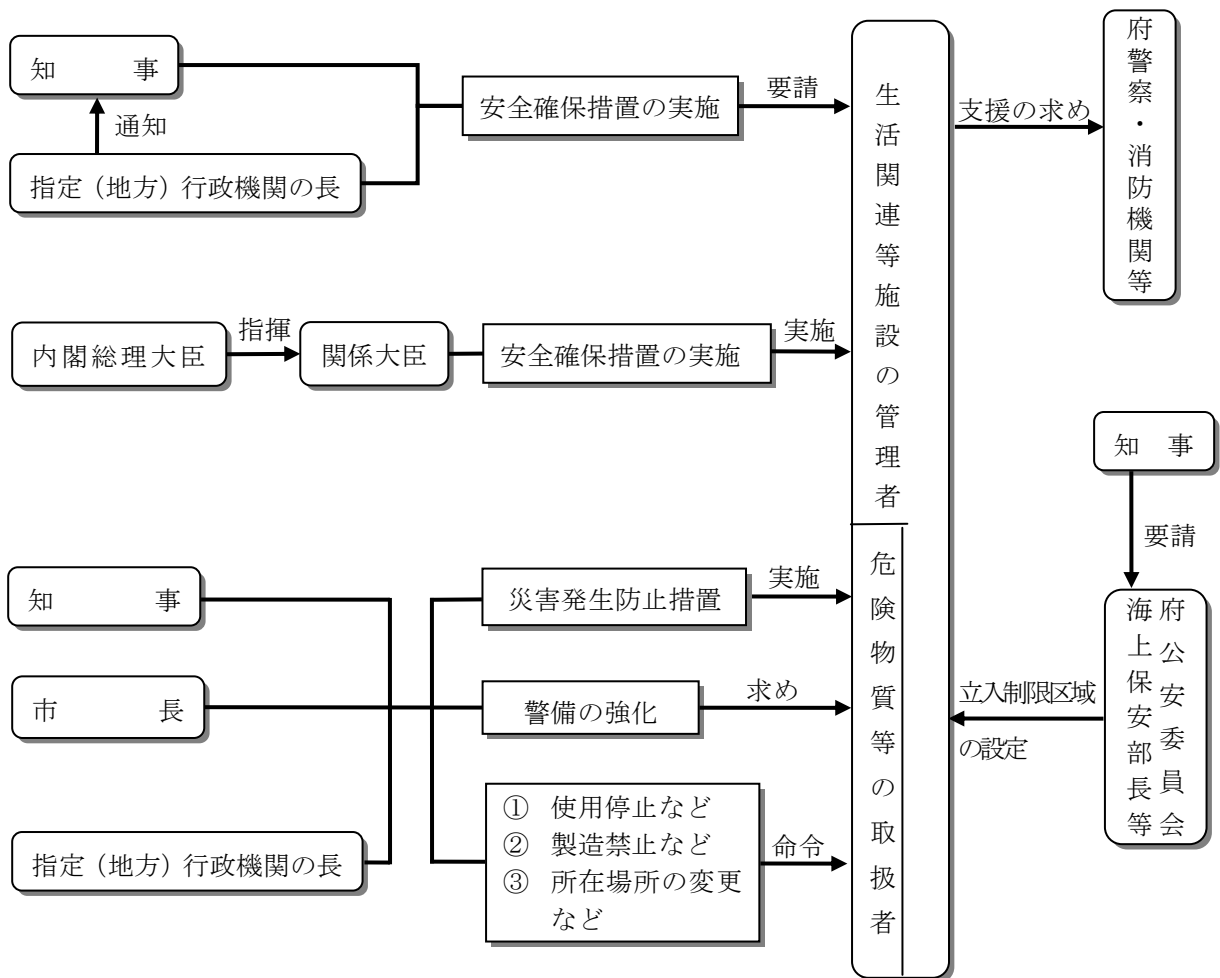 知　　事
通知
指定（地方）行政機関の長
安全確保措置の実施
要請
内閣総理大臣
指揮
関係大臣
安全確保措置の実施
実施
知　　事
市　　長
指定（地方）行政機関の長
災害発生防止措置
実施
警備の強化
求め
① 使用停止など
② 製造禁止など
③ 所在場所の変更
など
命令
生活関連等施設の管理者
危険物質等の取扱者
支援の求め
府警察・消防機関等
知　事
要請
府公安委員会
海上保安部長等
立入制限区域
の設定